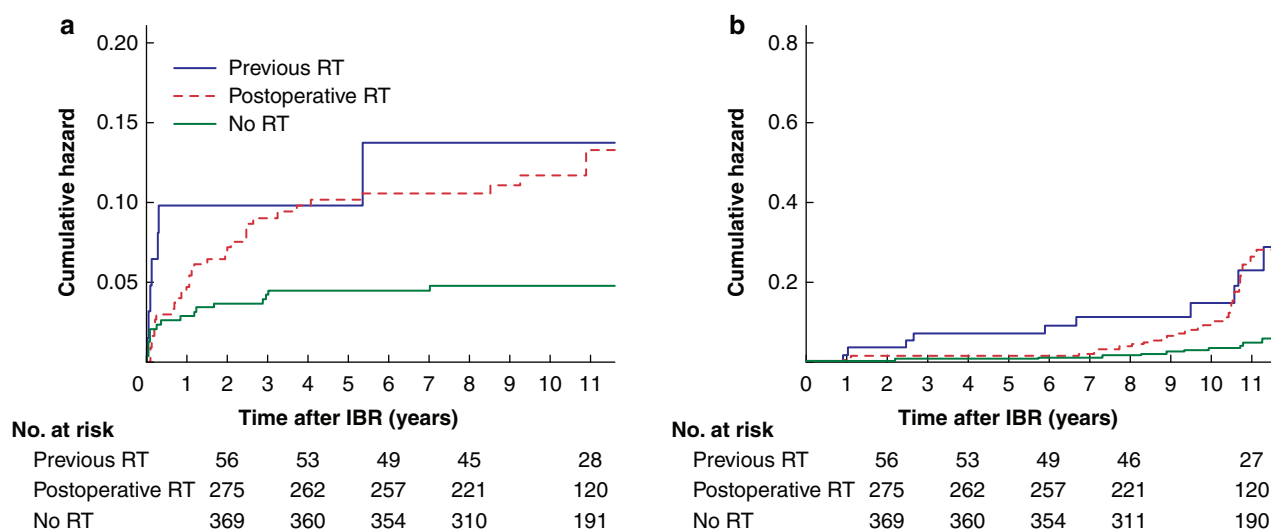 a
0.20
0.15
0.10
0.05
Cumulative hazard
Previous RT
Postoperative RT
No RT
0 1 2 3 4 5 6 7 8 9 10 11
Time after IBR (years)
No. at risk
Previous RT 56 53 49 45 28
Postoperative RT 275 262 257 221 120
No RT 369 360 354 310 191
b
0.8
0.6
0.4
0.2
Cumulative hazard
0 1 2 3 4 5 6 7 8 9 10 11
Time after IBR (years)
No. at risk
Previous RT 56 53 49 46 27
Postoperative RT 275 262 257 221 120
No RT 369 360 354 311 190